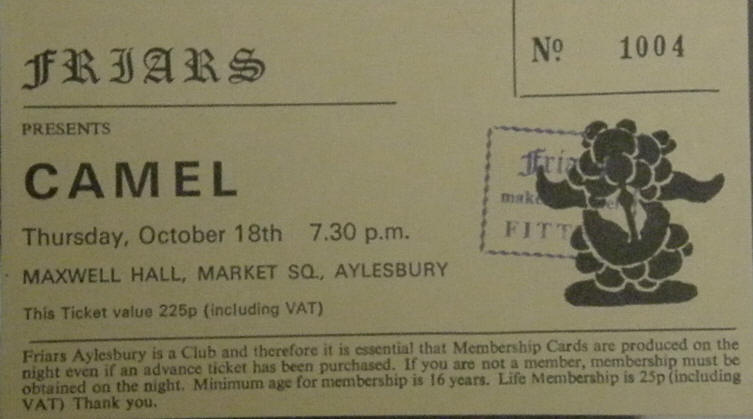 FRIARS
Nº 1004
PRESENTS
CAMEL
Thursday, October 18th 7.30 p.m.
MAXWELL HALL, MARKET SQ., AYLESBURY
This Ticket value 225p (including VAT)
Friars Aylesbury is a Club and therefore it is essential that Membership Cards are produced on the
night even if an advance ticket has been purchased. If you are not a member, membership must be
obtained on the night. Minimum age for membership is 16 years. Life Membership is 25p (including
VAT) Thank you.